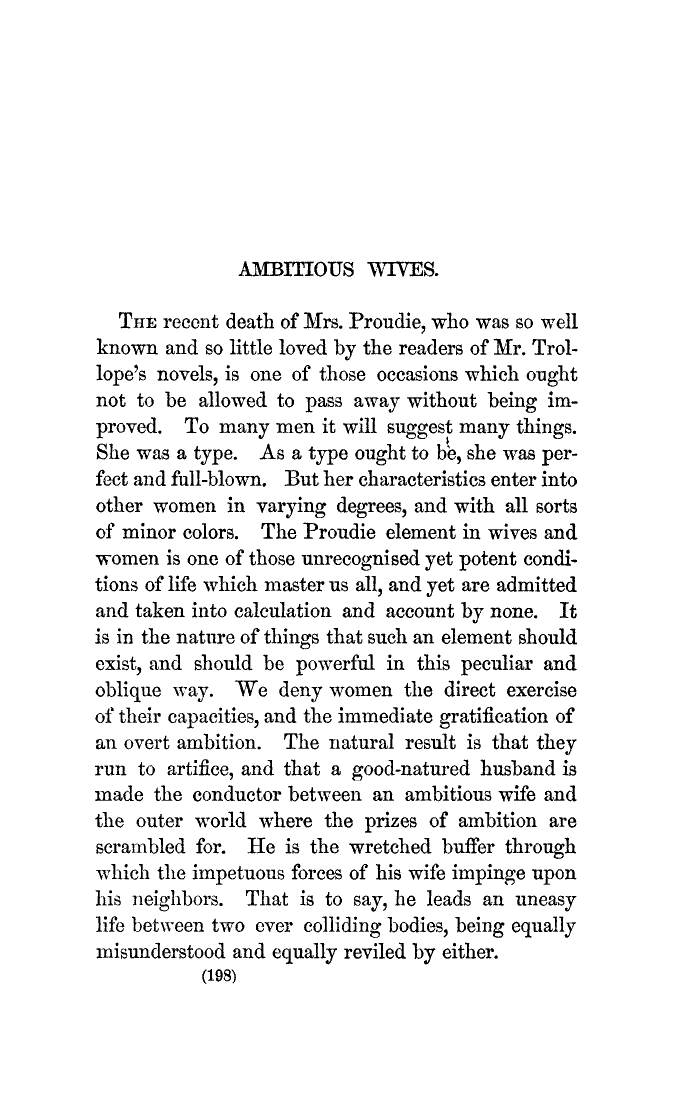 AMBITIOUS WIVES.
THE recent death of Mrs. Proudie, who was so well
known and so little loved by the readers of Mr. Trol-
lope's novels, is one of those occasions which ought
not to be allowed to pass away without being im-
proved. To many men it will suggest many things.
She was a type. As a type ought to be, she was per-
fect and full-blown. But her characteristics enter into
other women in varying degrees, and with all sorts
of minor colors. The Proudie element in wives and
women is one of those unrecognised yet potent condi-
tions of life which master us all, and yet are admitted
and taken into calculation and account by none. It
is in the nature of things that such an element should
exist, and should be powerful in this peculiar and
oblique way. We deny women the direct exercise
of their capacities, and the immediate gratification of
an overt ambition. The natural result is that they
run to artifice, and that a good-natured husband is
made the conductor between an ambitious wife and
the outer world where the prizes of ambition are
scrambled for. He is the wretched buffer through
which the impetuous forces of his wife impinge upon
his neighbors. That is to say, he leads an uneasy
life between two ever colliding bodies, being equally
misunderstood and equally reviled by either.
(198)